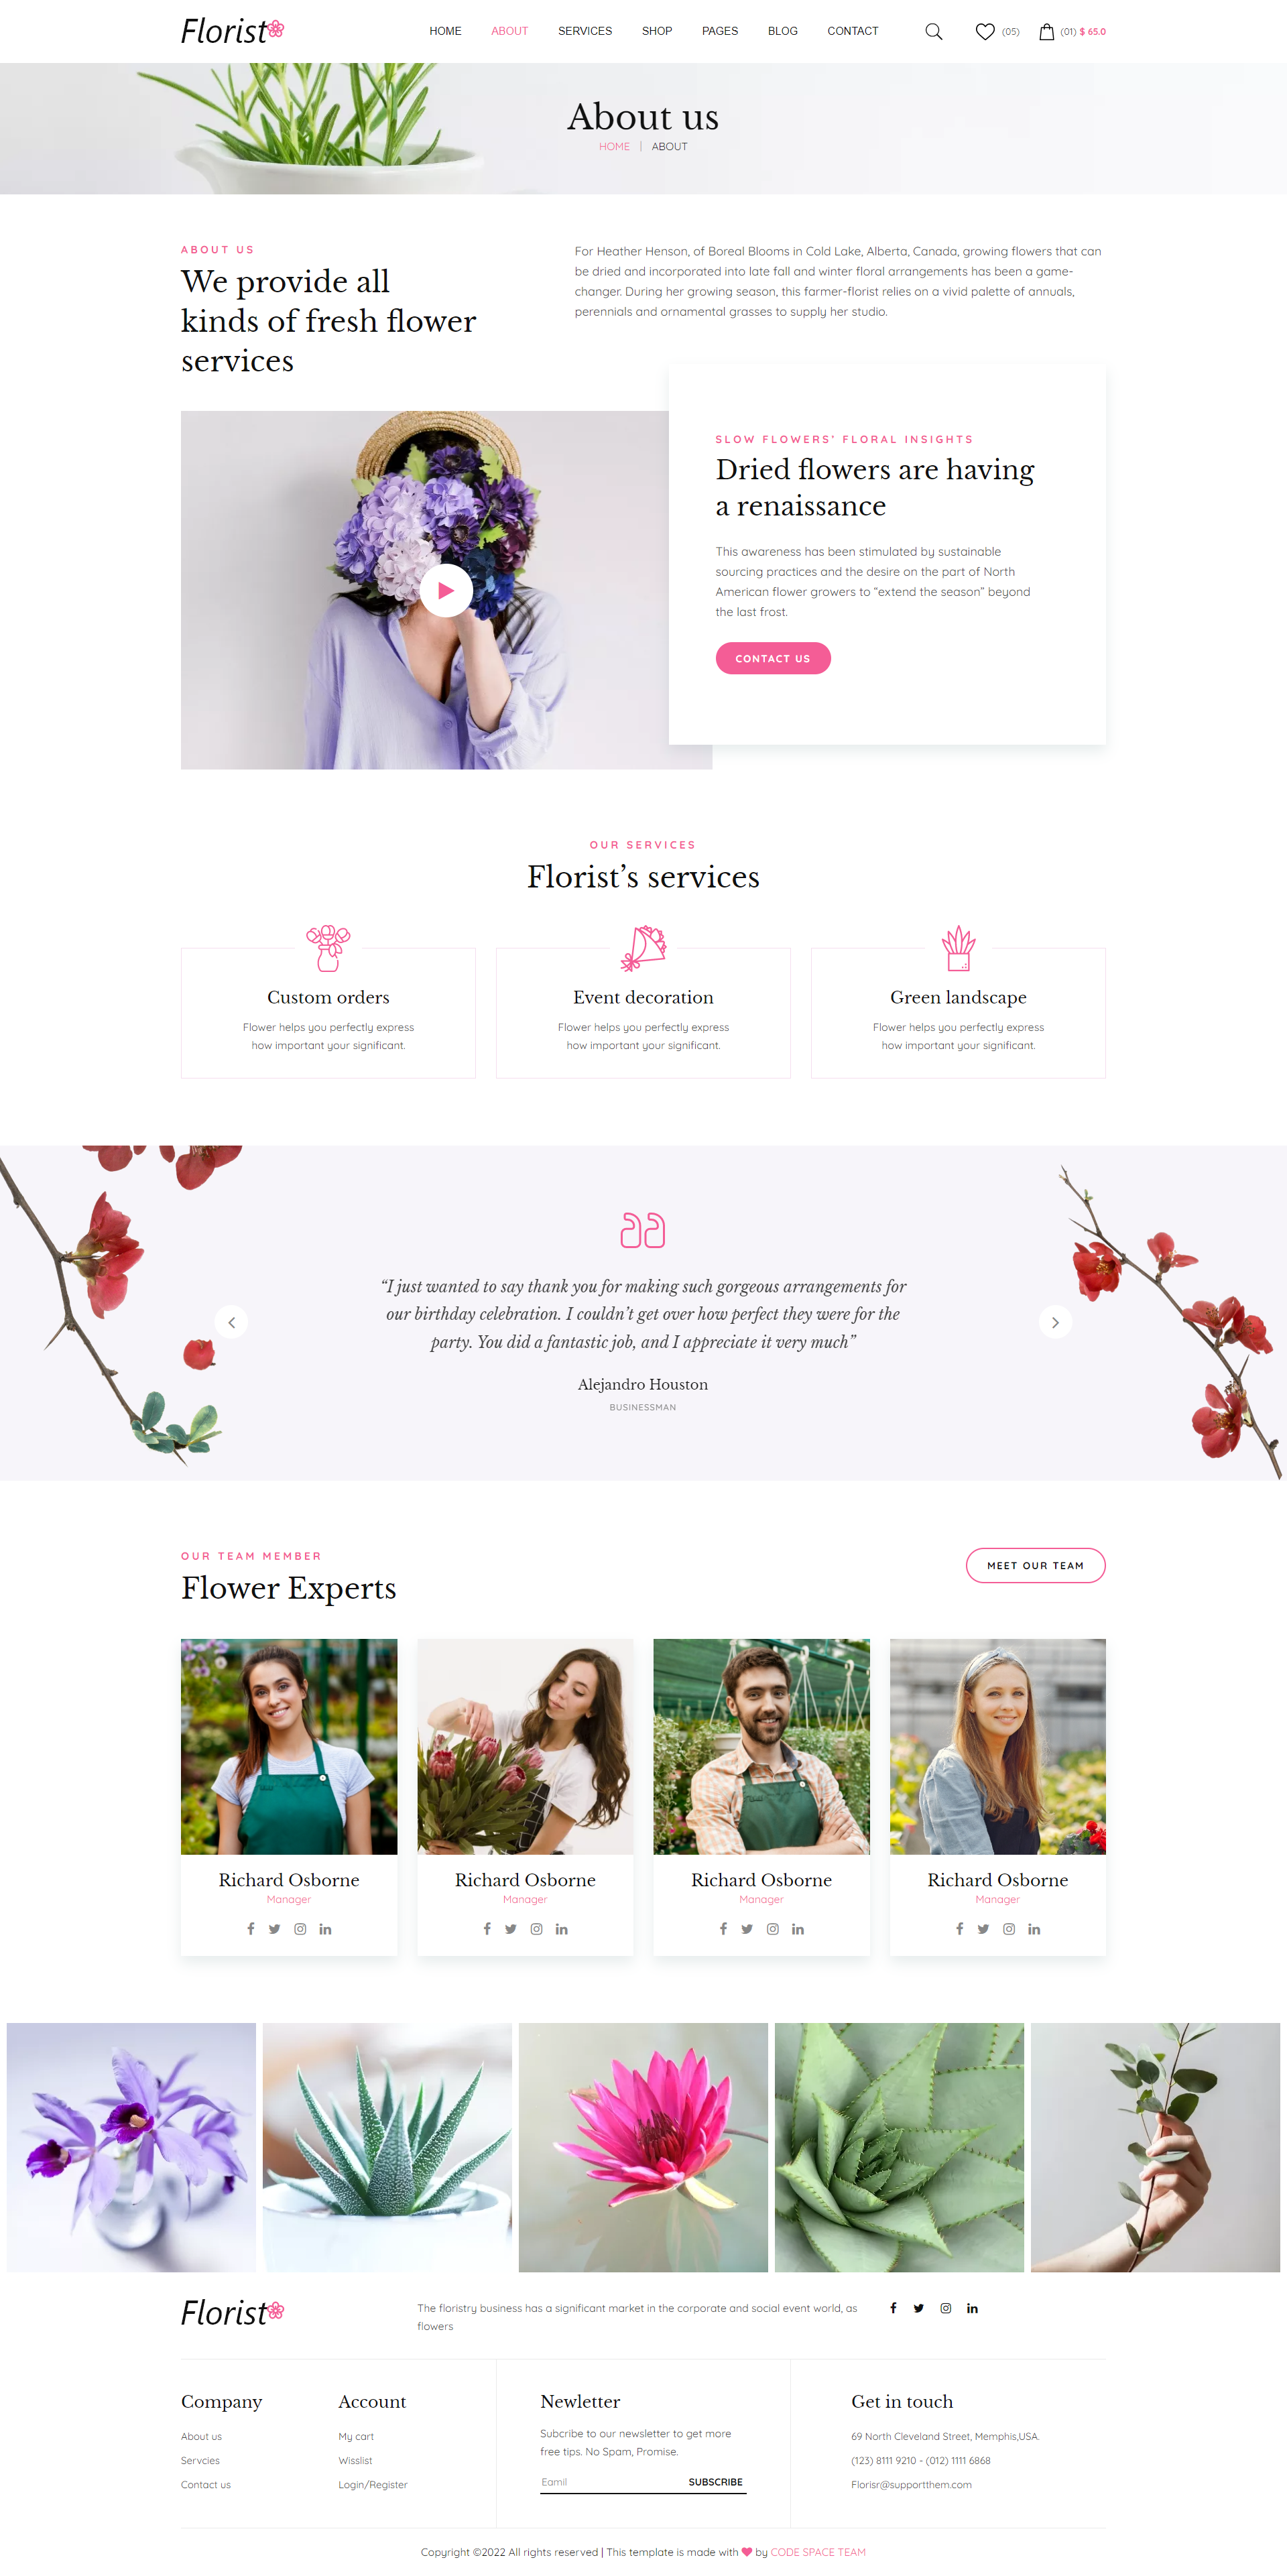 Florist
HOME ABOUT SERVICES SHOP PAGES BLOG CONTACT (05) (01) $ 65.0
About us
HOME | ABOUT
ABOUT US
We provide all
kinds of fresh flower
services
For Heather Henson, of Boreal Blooms in Cold Lake, Alberta, Canada, growing flowers that can
be dried and incorporated into late fall and winter floral arrangements has been a game-
changer. During her growing season, this farmer-florist relies on a vivid palette of annuals,
perennials and ornamental grasses to supply her studio.
SLOW FLOWERS’ FLORAL INSIGHTS
Dried flowers are having
a renaissance
This awareness has been stimulated by sustainable
sourcing practices and the desire on the part of North
American flower growers to “extend the season” beyond
the last frost.
CONTACT US
OUR SERVICES
Florist’s services
Custom orders
Flower helps you perfectly express
how important your significant.
Event decoration
Flower helps you perfectly express
how important your significant.
Green landscape
Flower helps you perfectly express
how important your significant.
“I just wanted to say thank you for making such gorgeous arrangements for
our birthday celebration. I couldn’t get over how perfect they were for the
party. You did a fantastic job, and I appreciate it very much”
Alejandro Houston
BUSINESSMAN
OUR TEAM MEMBER
Flower Experts
MEET OUR TEAM
Richard Osborne
Manager
Richard Osborne
Manager
Richard Osborne
Manager
Richard Osborne
Manager
Florist
The floristry business has a significant market in the corporate and social event world, as
flowers
Company
About us
Servcies
Contact us
Account
My cart
Wisslist
Login/Register
Newletter
Subcribe to our newsletter to get more
free tips. No Spam, Promise.
Eamil SUBSCRIBE
Get in touch
69 North Cleveland Street, Memphis,USA.
(123) 8111 9210 - (012) 1111 6868
Florisr@supportthem.com
Copyright ©2022 All rights reserved | This template is made with ♥ by CODE SPACE TEAM